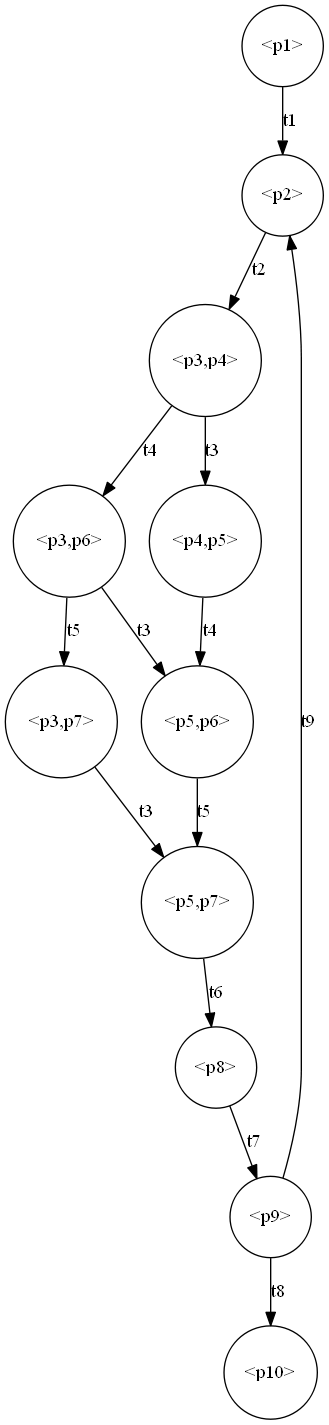 <p1>
t1
<p2>
t2
<p3,p4>
t4
t3
<p3,p6>
<p4,p5>
t5
t3
t4
<p3,p7>
<p5,p6>
t9
t3
t5
<p5,p7>
t6
<p8>
t7
<p9>
t8
<p10>